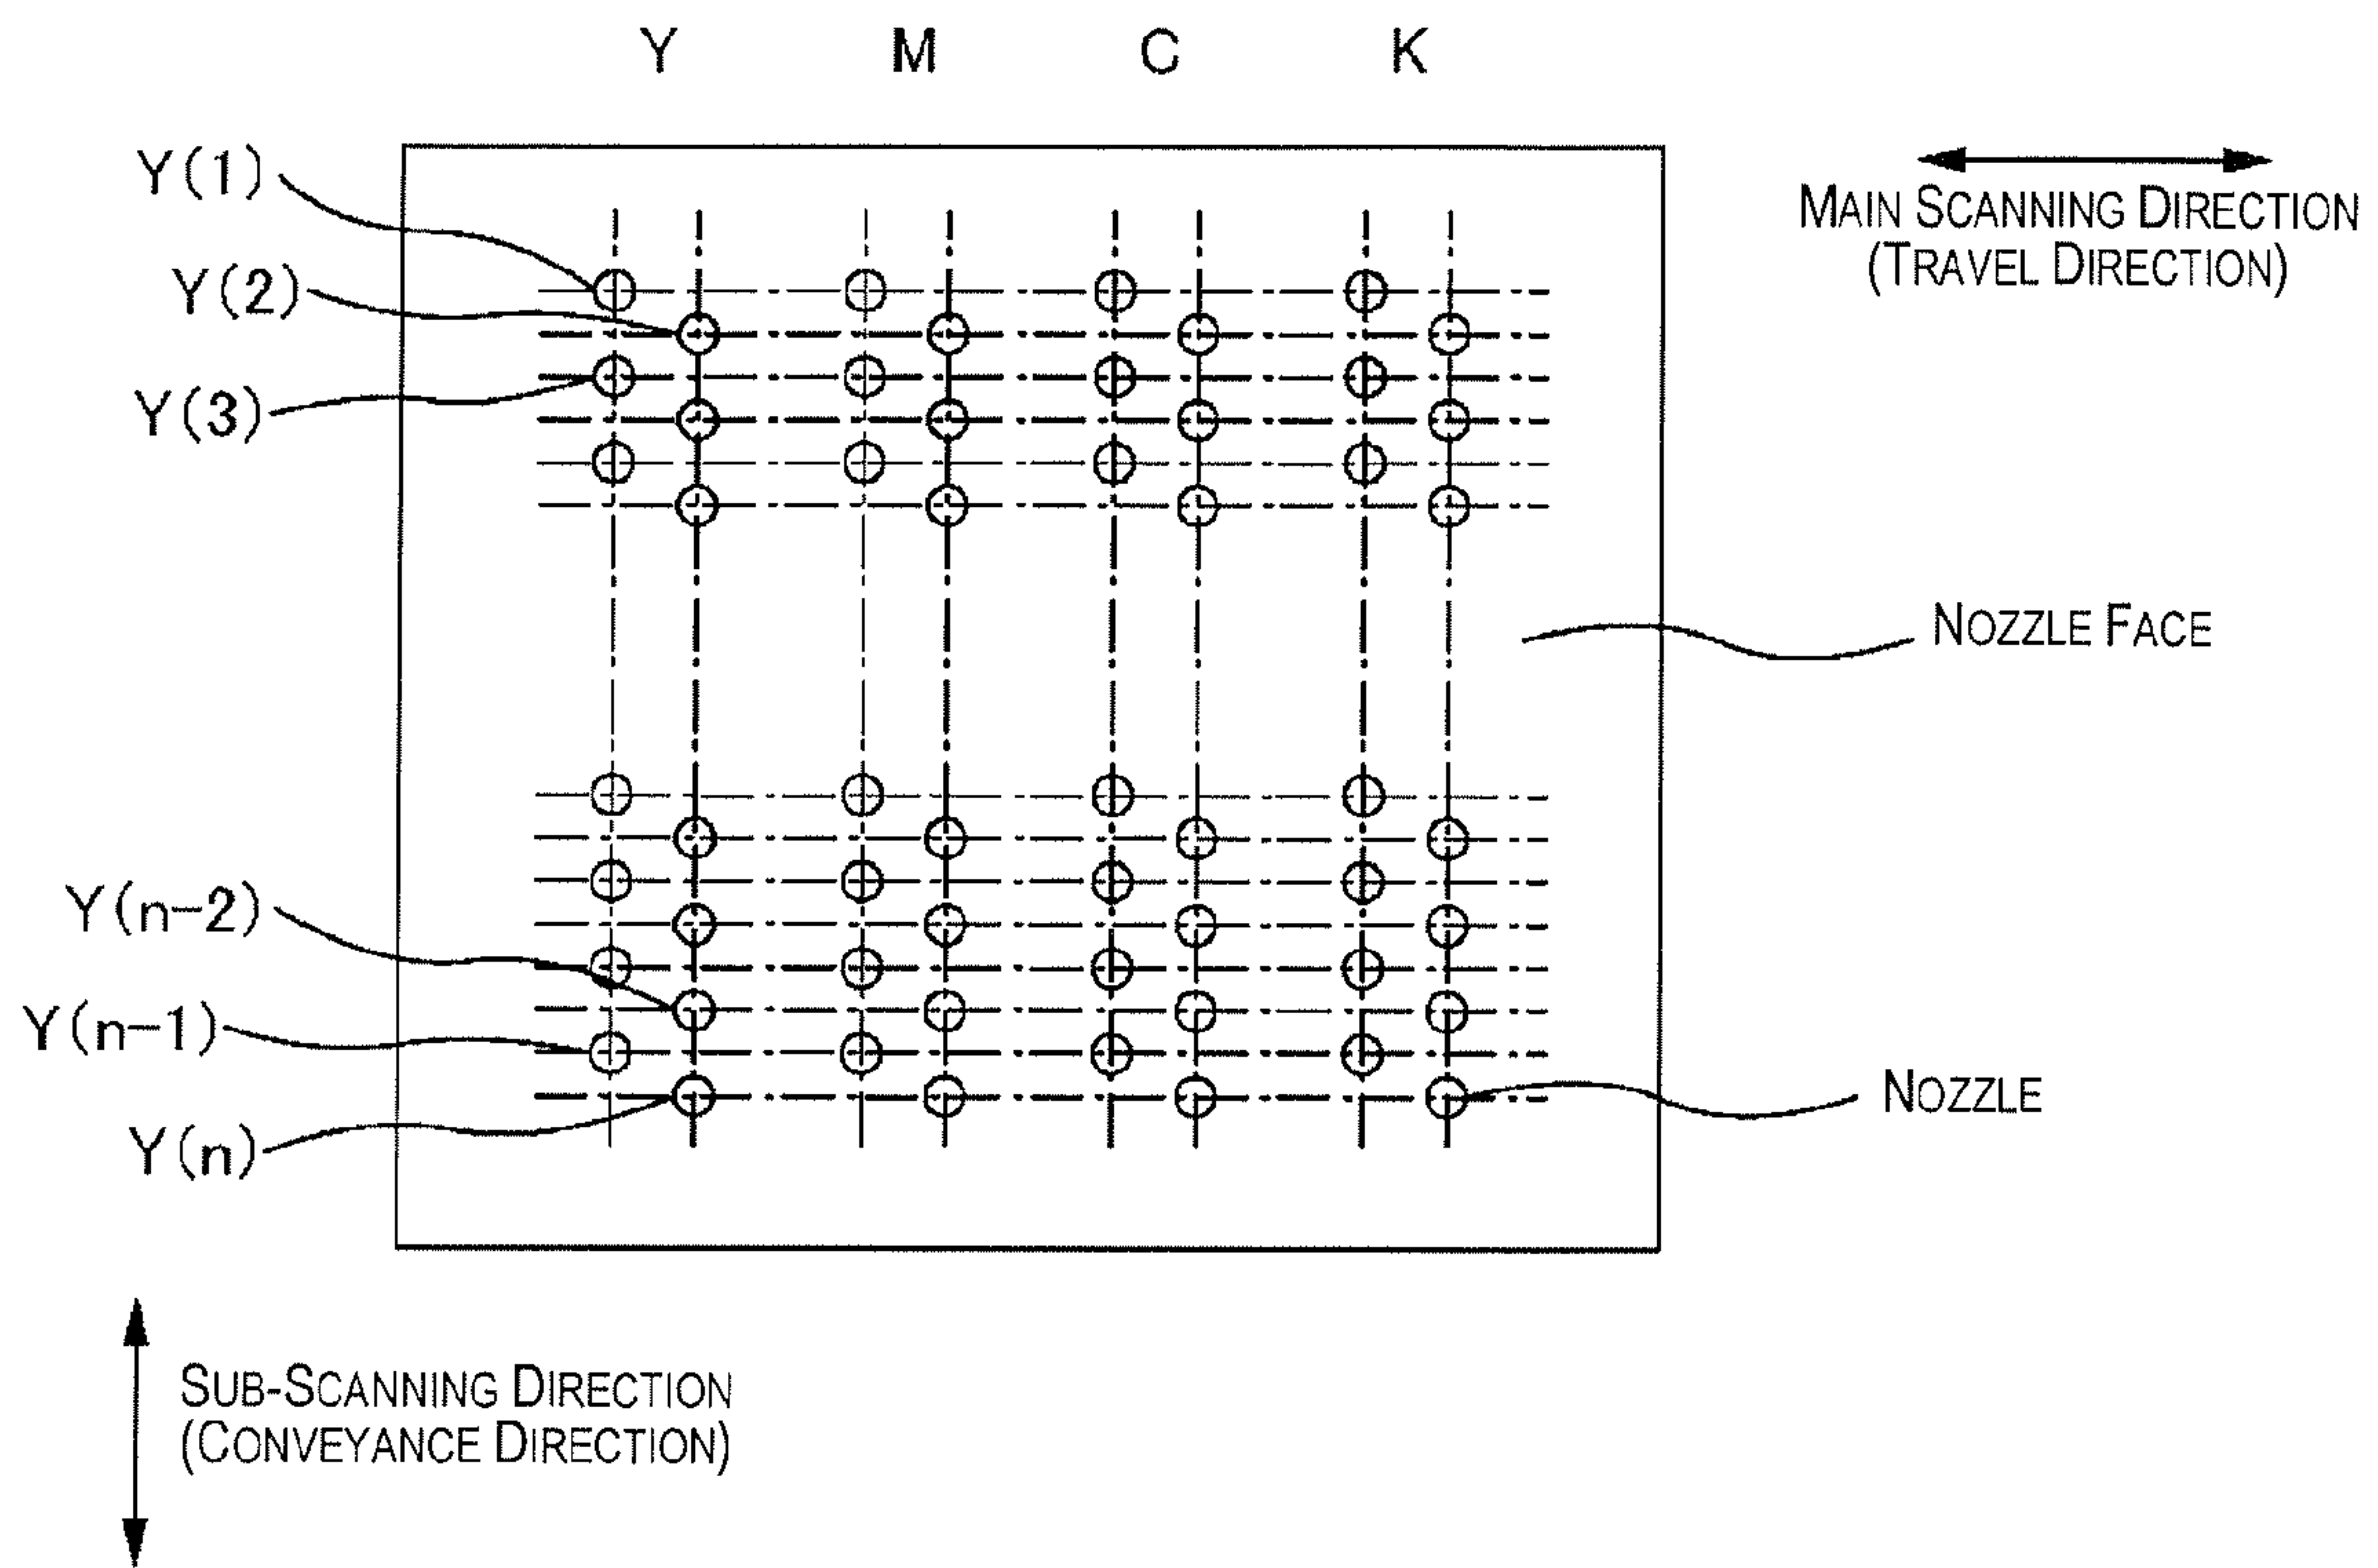 Y M C K
Y(1)
Y(2)
Y(3)
MAIN SCANNING DIRECTION
(TRAVEL DIRECTION)
NOZZLE FACE
Y(n-2)
Y(n-1)
Y(n)
NOZZLE
SUB-SCANNING DIRECTION
(CONVEYANCE DIRECTION)